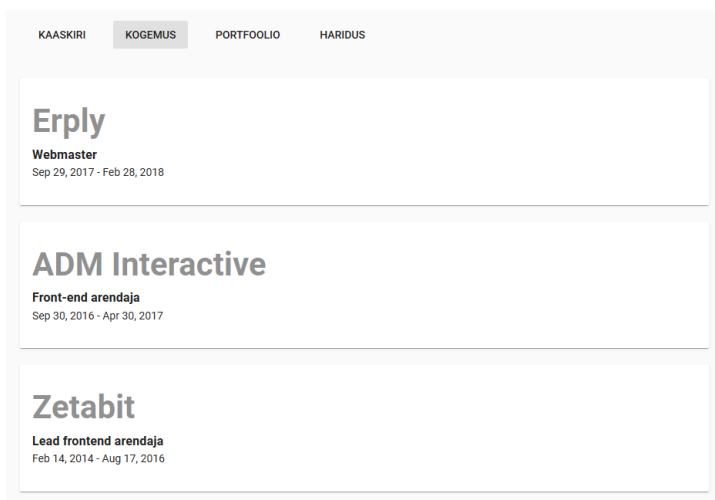 KAASKIRI KOGEMUS PORTFOOLIO HARIDUS
Erply
Webmaster
Sep 29, 2017 - Feb 28, 2018
ADM Interactive
Front-end arendaja
Sep 30, 2016 - Apr 30, 2017
Zetabit
Lead frontend arendaja
Feb 14, 2014 - Aug 17, 2016